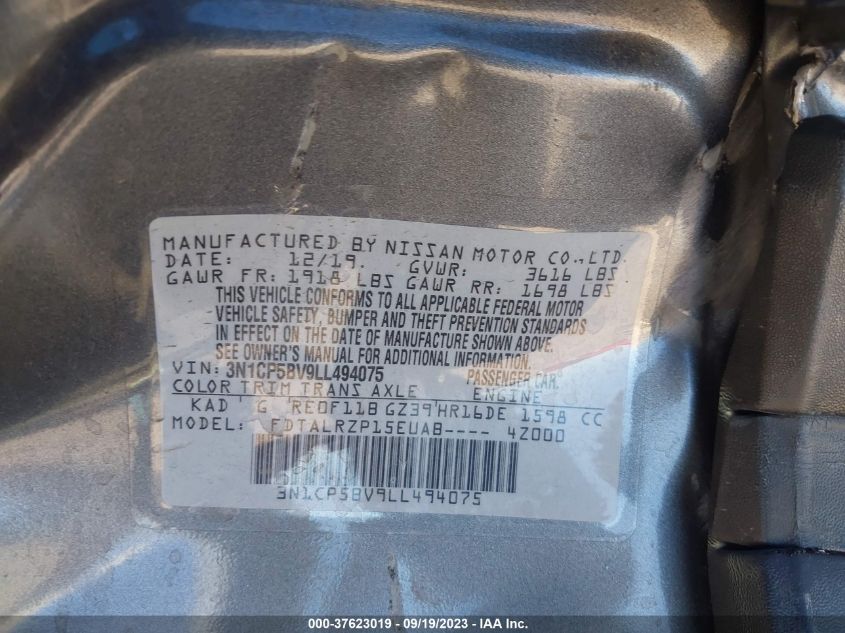 MANUFACTURED BY NISSAN MOTOR CO.,LTD.
DATE: 12/19. GVWR: 3616 LBS
GAWR FR: 1918 LBS GAWR RR: 1698 LBS
THIS VEHICLE CONFORMS TO ALL APPLICABLE FEDERAL MOTOR
VEHICLE SAFETY, BUMPER AND THEFT PREVENTION STANDARDS
IN EFFECT ON THE DATE OF MANUFACTURE SHOWN ABOVE.
SEE OWNER'S MANUAL FOR ADDITIONAL INFORMATION.
VIN: 3N1CP5BV9LL494075 PASSENGER CAR.
COLOR TRIM TRANS AXLE ENGINE
KAD G RE0F11B GZ39 HR16DE 1598 CC
MODEL: FDTALRZP15EUAB---- 4Z000
3N1CP5BV9LL494075
000-37623019 - 09/19/2023 - IAA Inc.